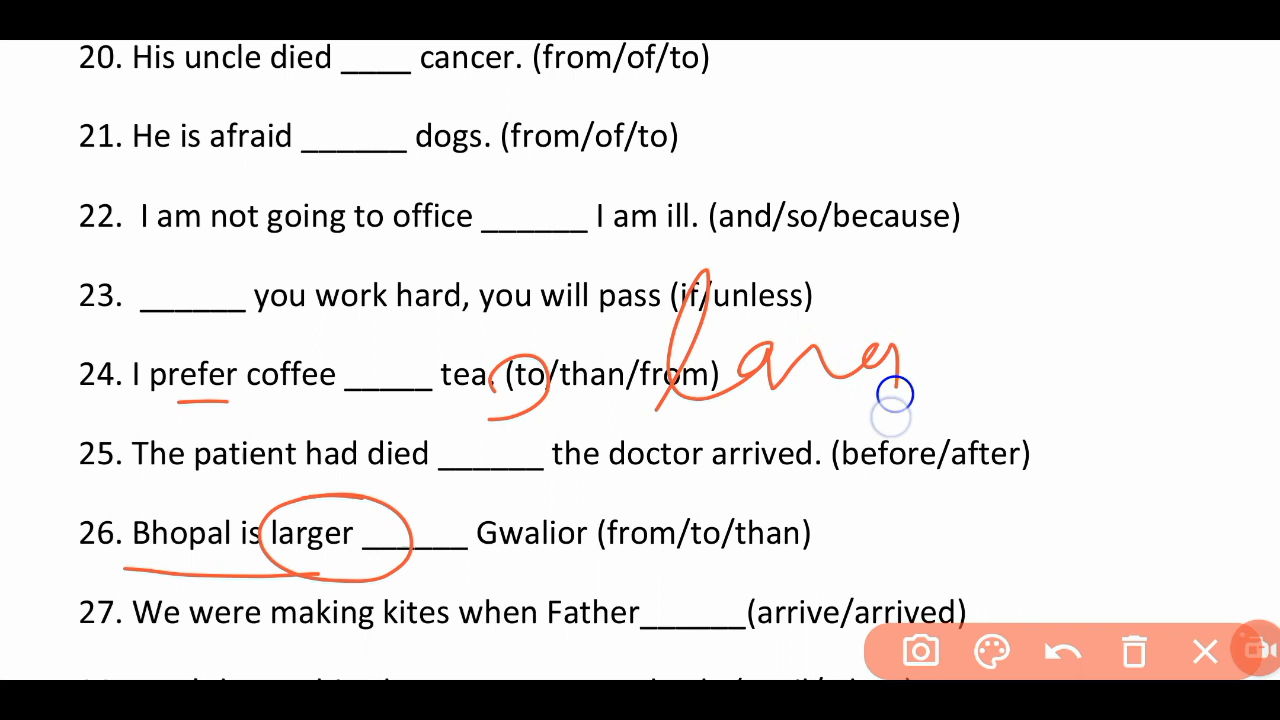 20. His uncle died ____ cancer. (from/of/to)
21. He is afraid ______ dogs. (from/of/to)
22. I am not going to office ______ I am ill. (and/so/because)
23. ______ you work hard, you will pass (if/unless)
larg
24. I prefer coffee _____ tea. (to/than/from)
25. The patient had died ______ the doctor arrived. (before/after)
26. Bhopal is larger ______ Gwalior (from/to/than)
27. We were making kites when Father______(arrive/arrived)